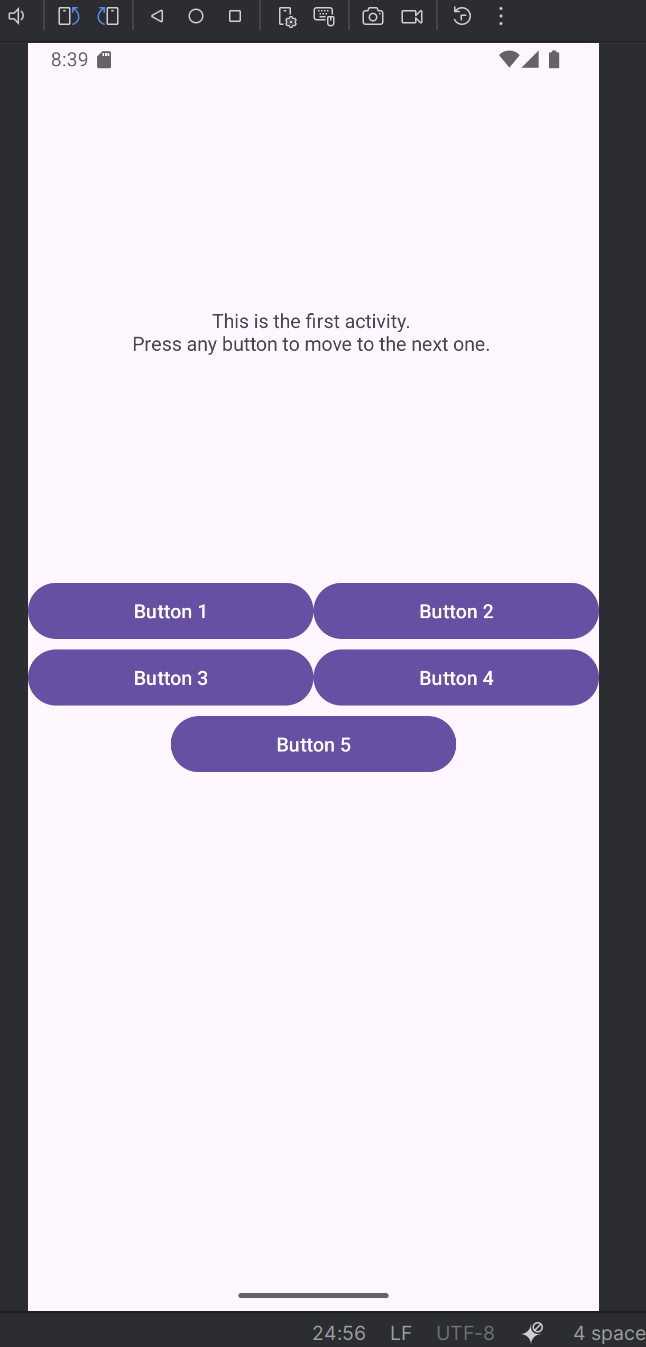 8:39
This is the first activity.
Press any button to move to the next one.
Button 1 Button 2
Button 3 Button 4
Button 5
24:56 LF UTF-8 4 space